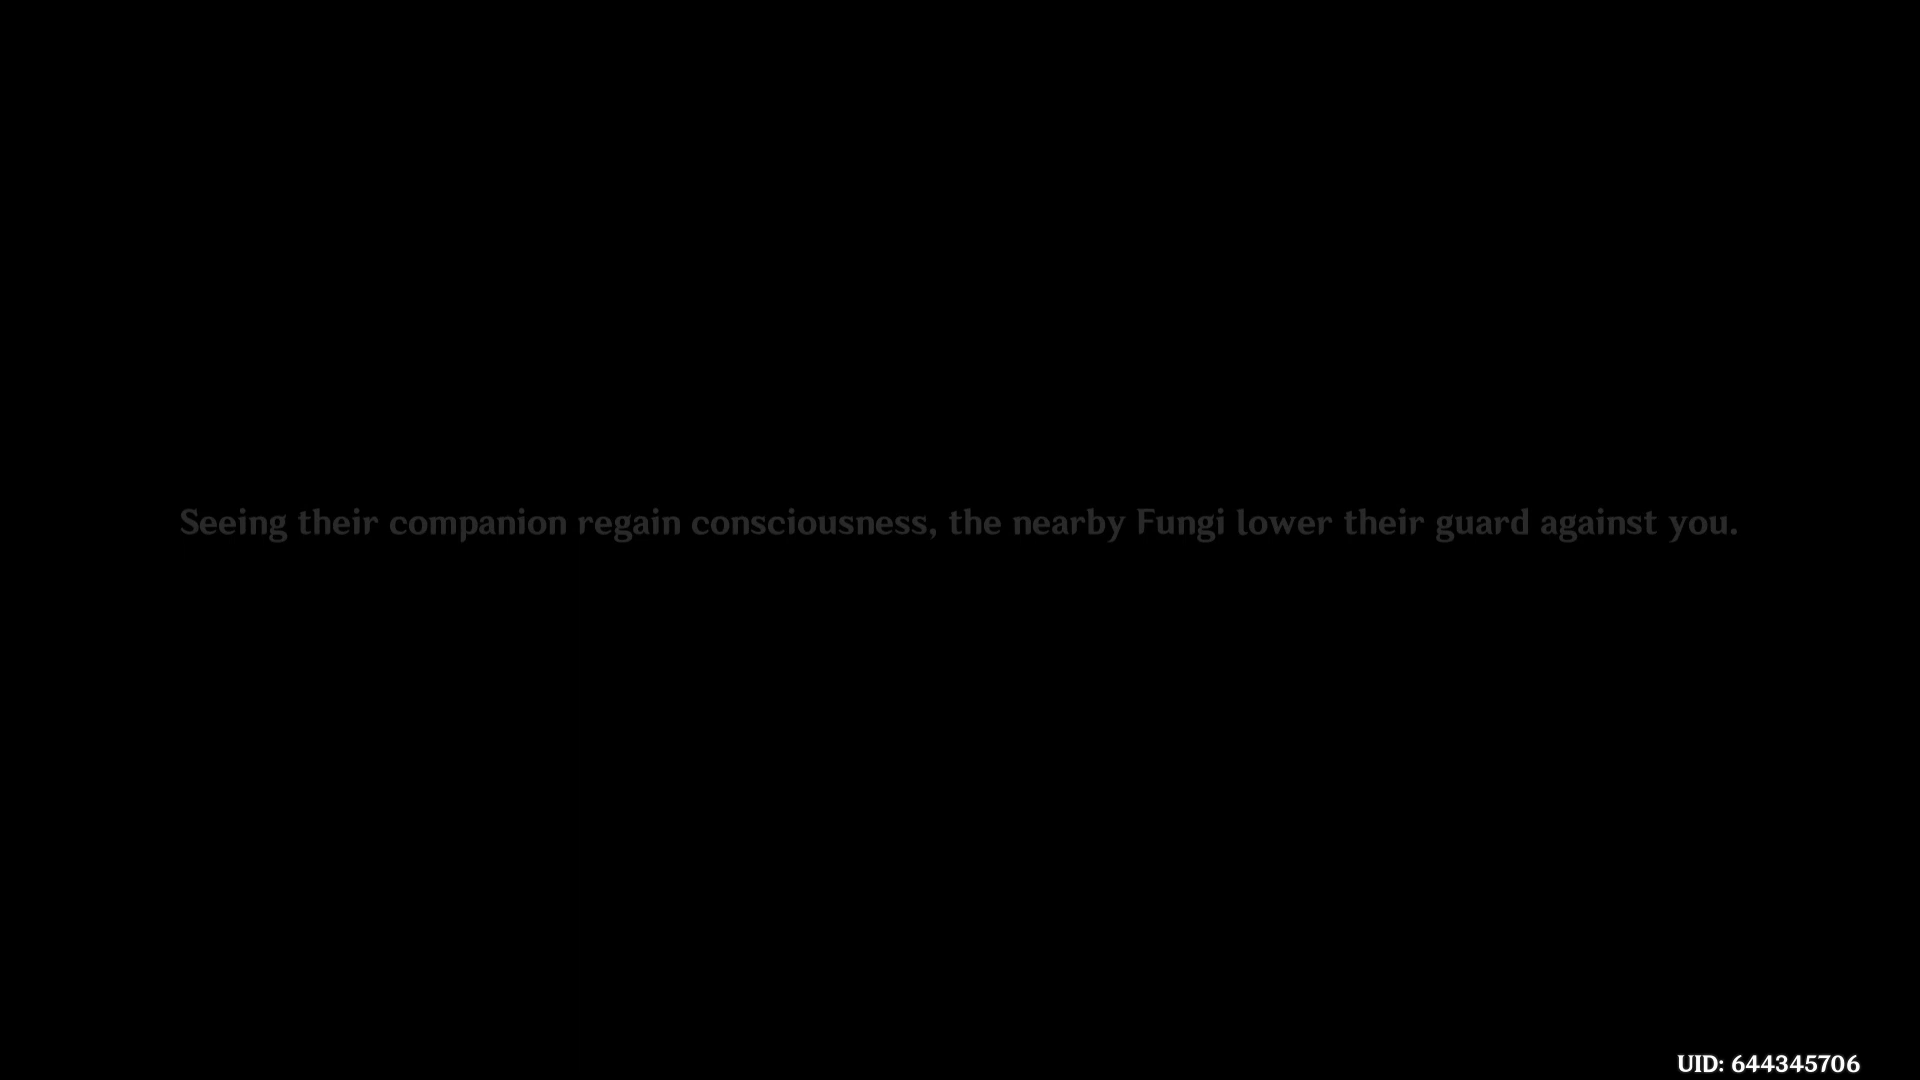 Seeing their companion regain consciousness, the nearby Fungi lower their guard against you.
UID: 644345706